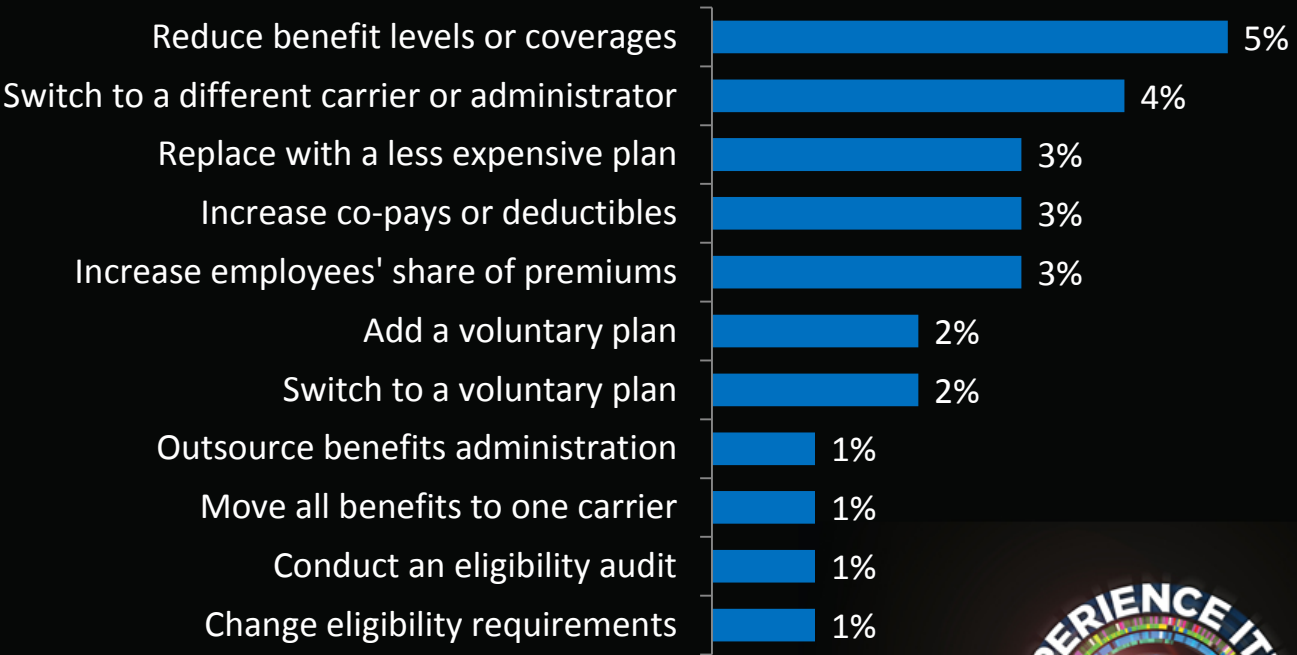 Reduce benefit levels or coverages 5%
Switch to a different carrier or administrator 4%
Replace with a less expensive plan 3%
Increase co-pays or deductibles 3%
Increase employees' share of premiums 3%
Add a voluntary plan 2%
Switch to a voluntary plan 2%
Outsource benefits administration 1%
Move all benefits to one carrier 1%
Conduct an eligibility audit 1%
Change eligibility requirements 1%